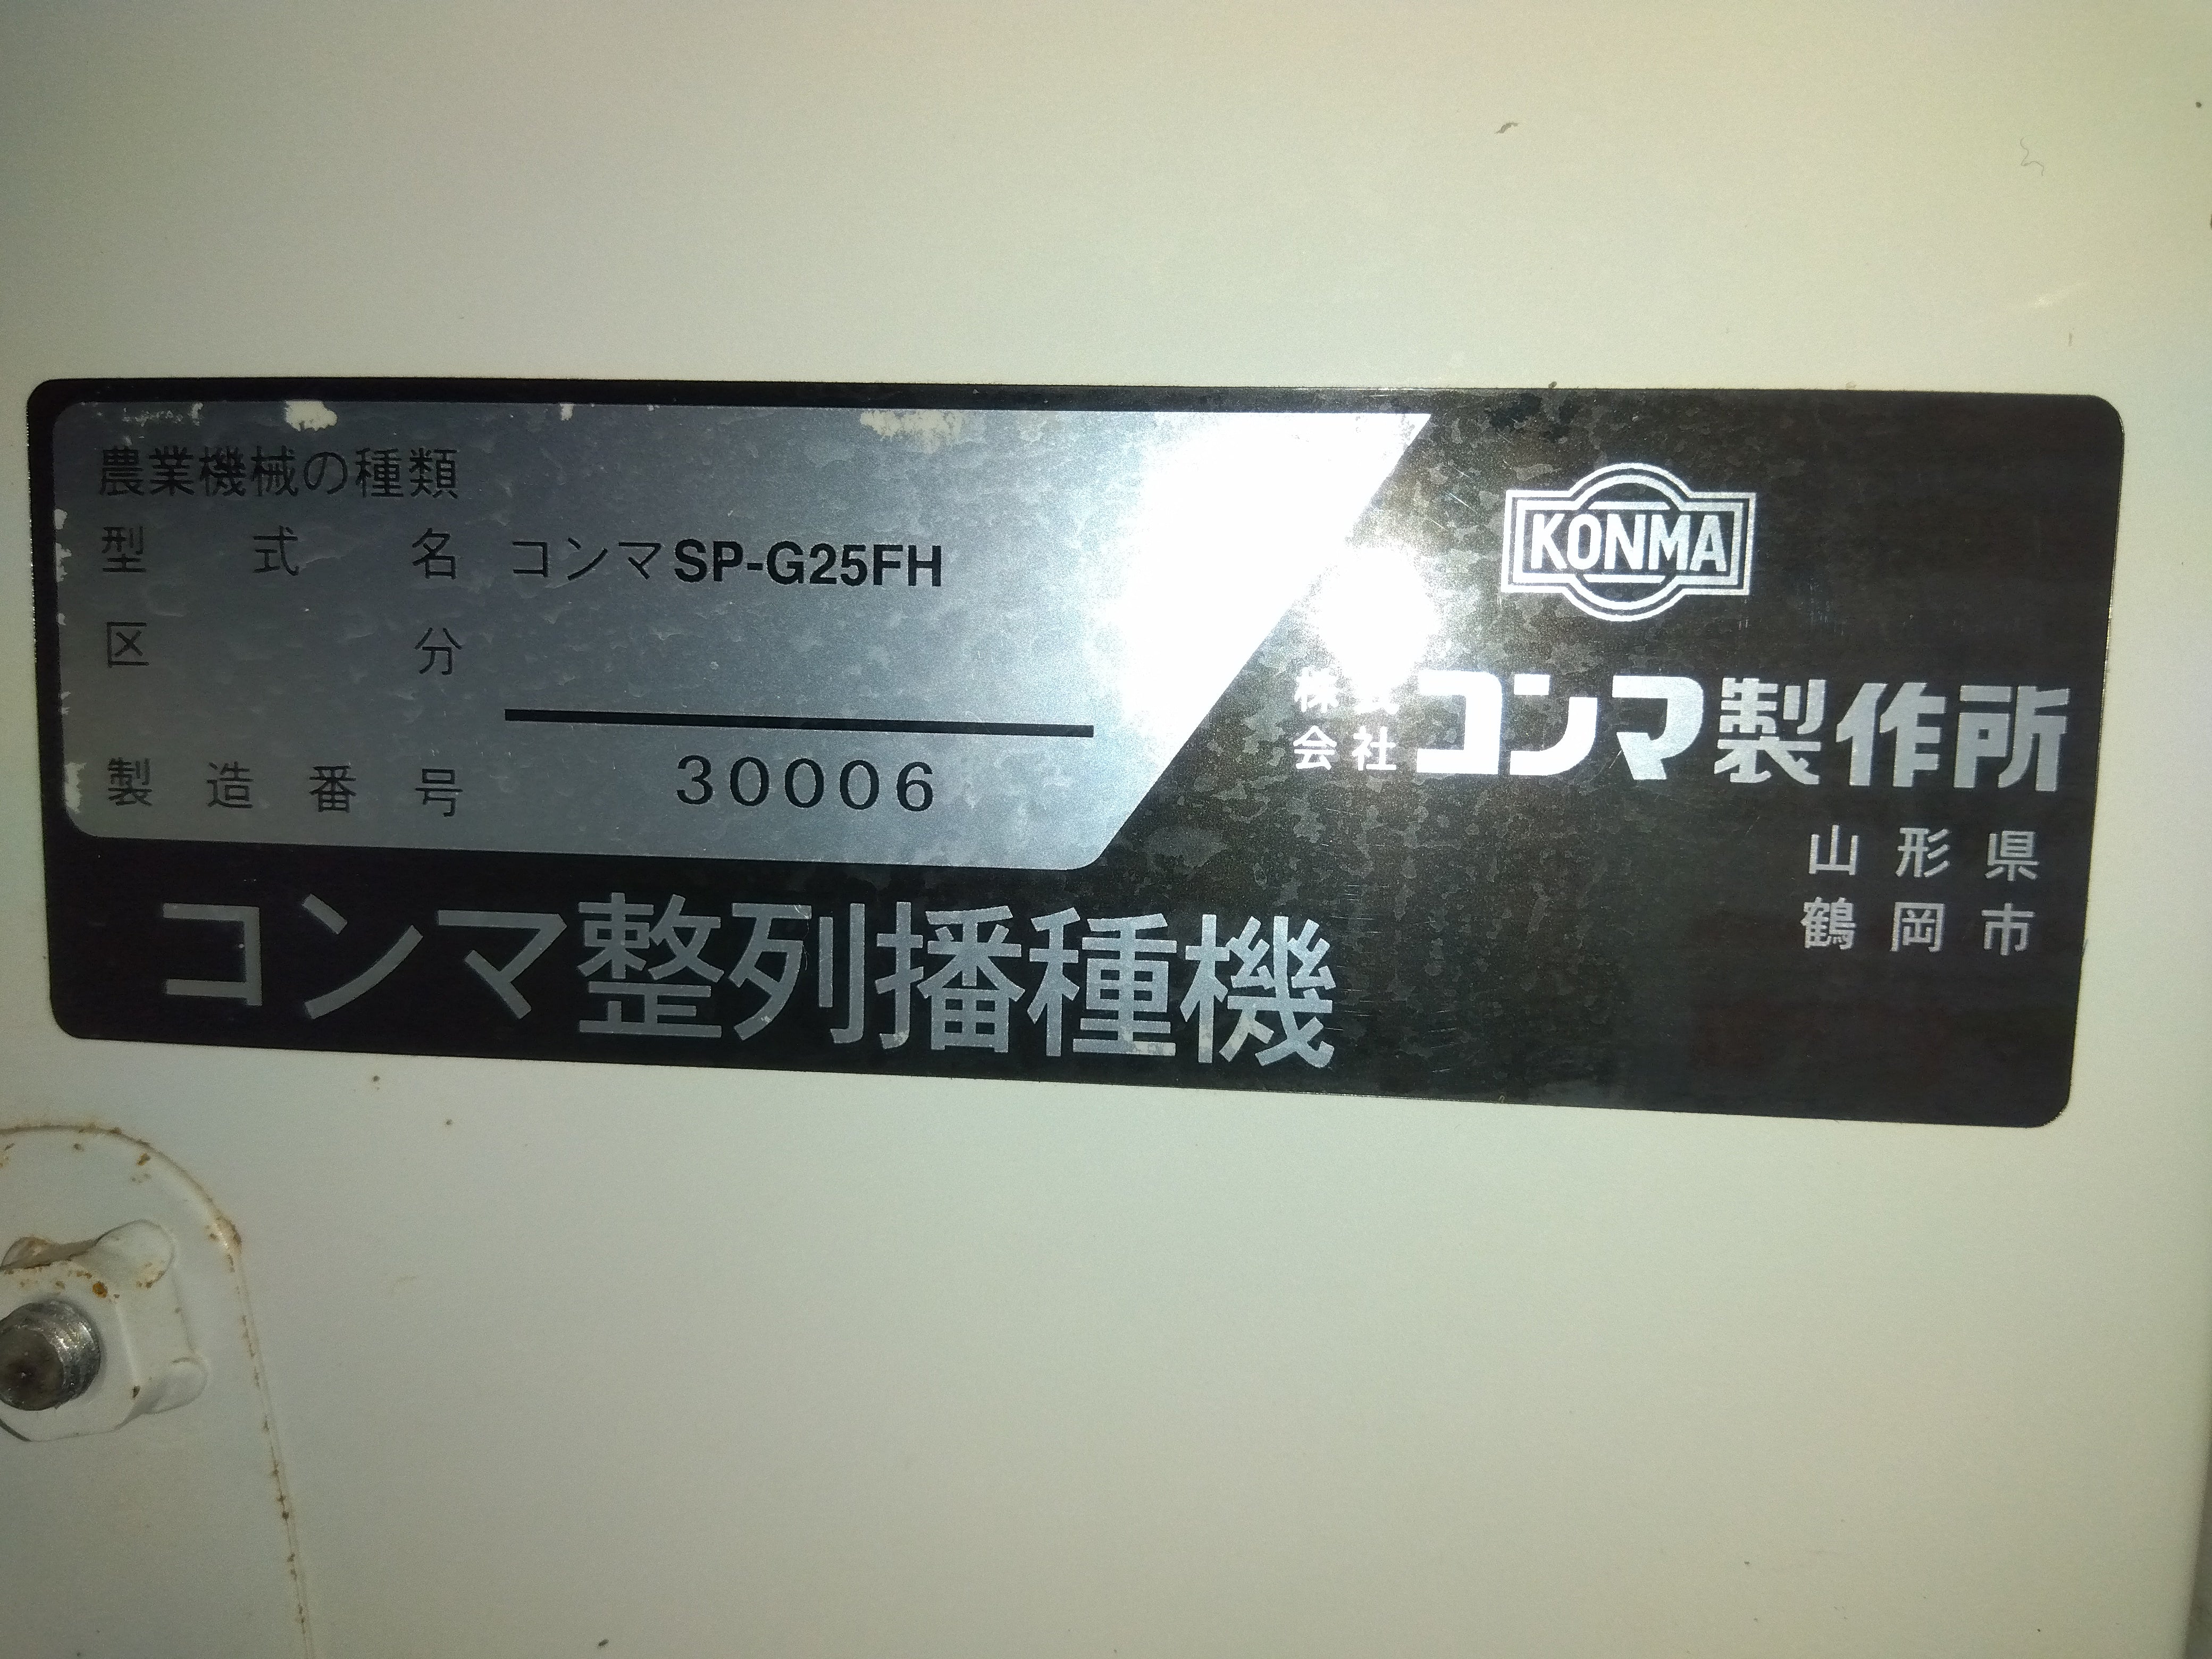 農業機械の種類
型式名 コンマSP-G25FH
区分
製造番号 30006
コンマ整列播種機
KONMA
株式会社コンマ製作所
山形県
鶴岡市